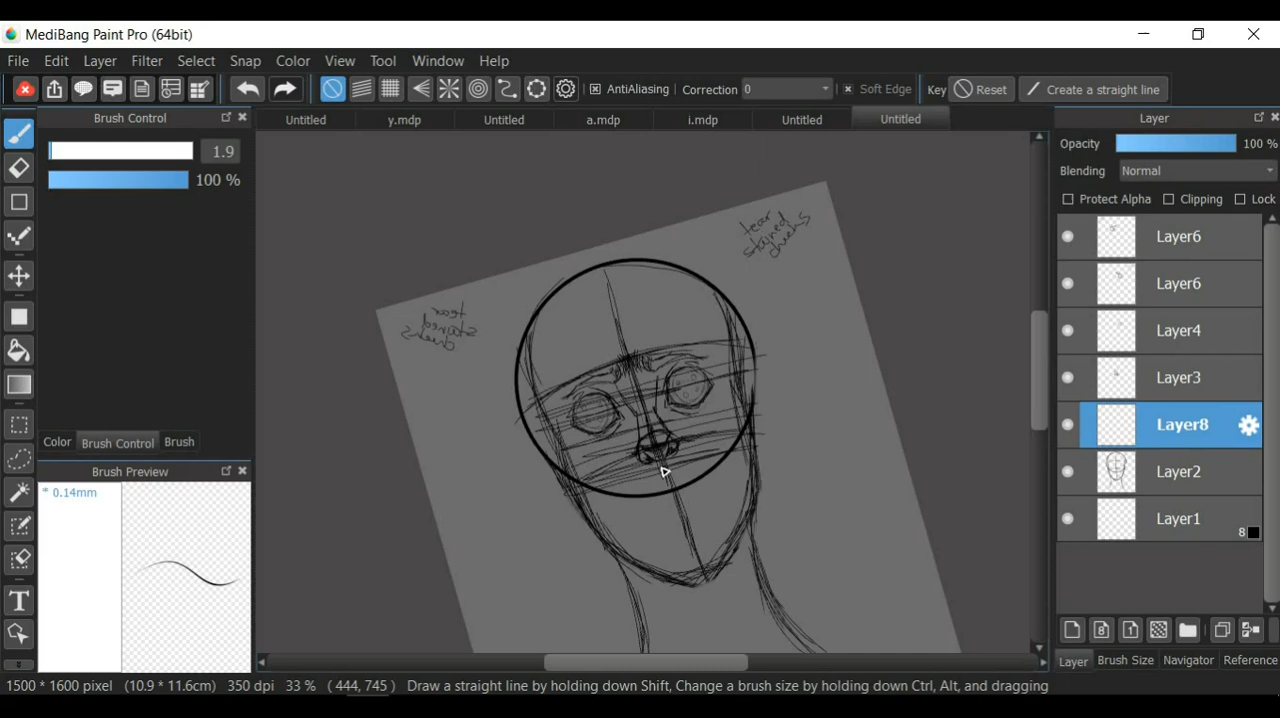 MediBang Paint Pro (64bit)
File Edit Layer Filter Select Snap Color View Tool Window Help
AntiAliasing Correction 0 Soft Edge Key Reset Create a straight line
Brush Control
Untitled y.mdp Untitled a.mdp i.mdp Untitled Untitled
Layer
1.9
100 %
Opacity 100 %
Blending Normal
Protect Alpha Clipping Lock
tear
stained
Layer6
Layer6
Layer4
Layer3
Layer8
Layer2
Layer1
8
Color Brush Control Brush
Brush Preview
* 0.14mm
8 1
T
Layer Brush Size Navigator Reference
1500 * 1600 pixel (10.9 * 11.6cm) 350 dpi 33 % ( 444, 745 ) Draw a straight line by holding down Shift, Change a brush size by holding down Ctrl, Alt, and dragging